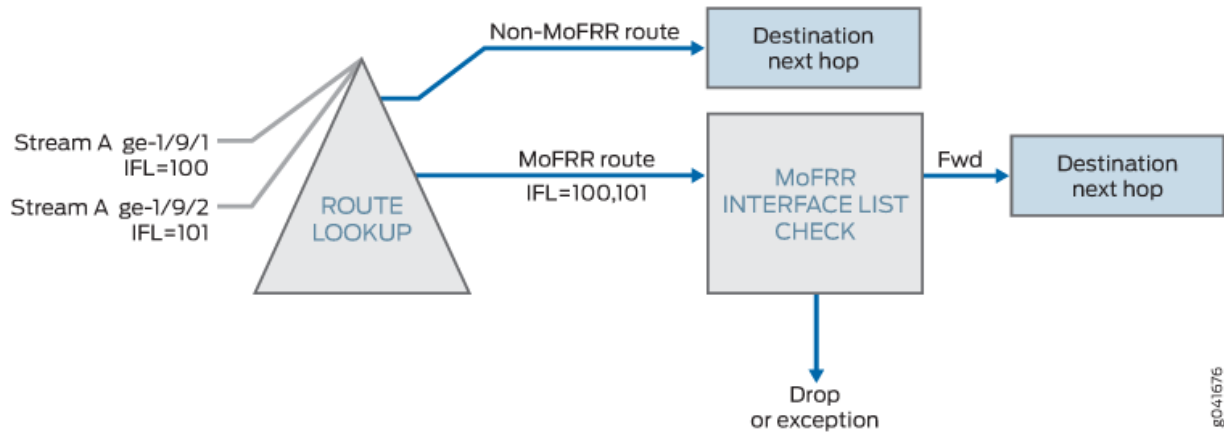 Non-MoFRR route
Destination
next hop
Stream A ge-1/9/1
IFL=100
Stream A ge-1/9/2
IFL=101
ROUTE
LOOKUP
MoFRR route
IFL=100,101
MoFRR
INTERFACE LIST
CHECK
Fwd
Destination
next hop
Drop
or exception
g041676